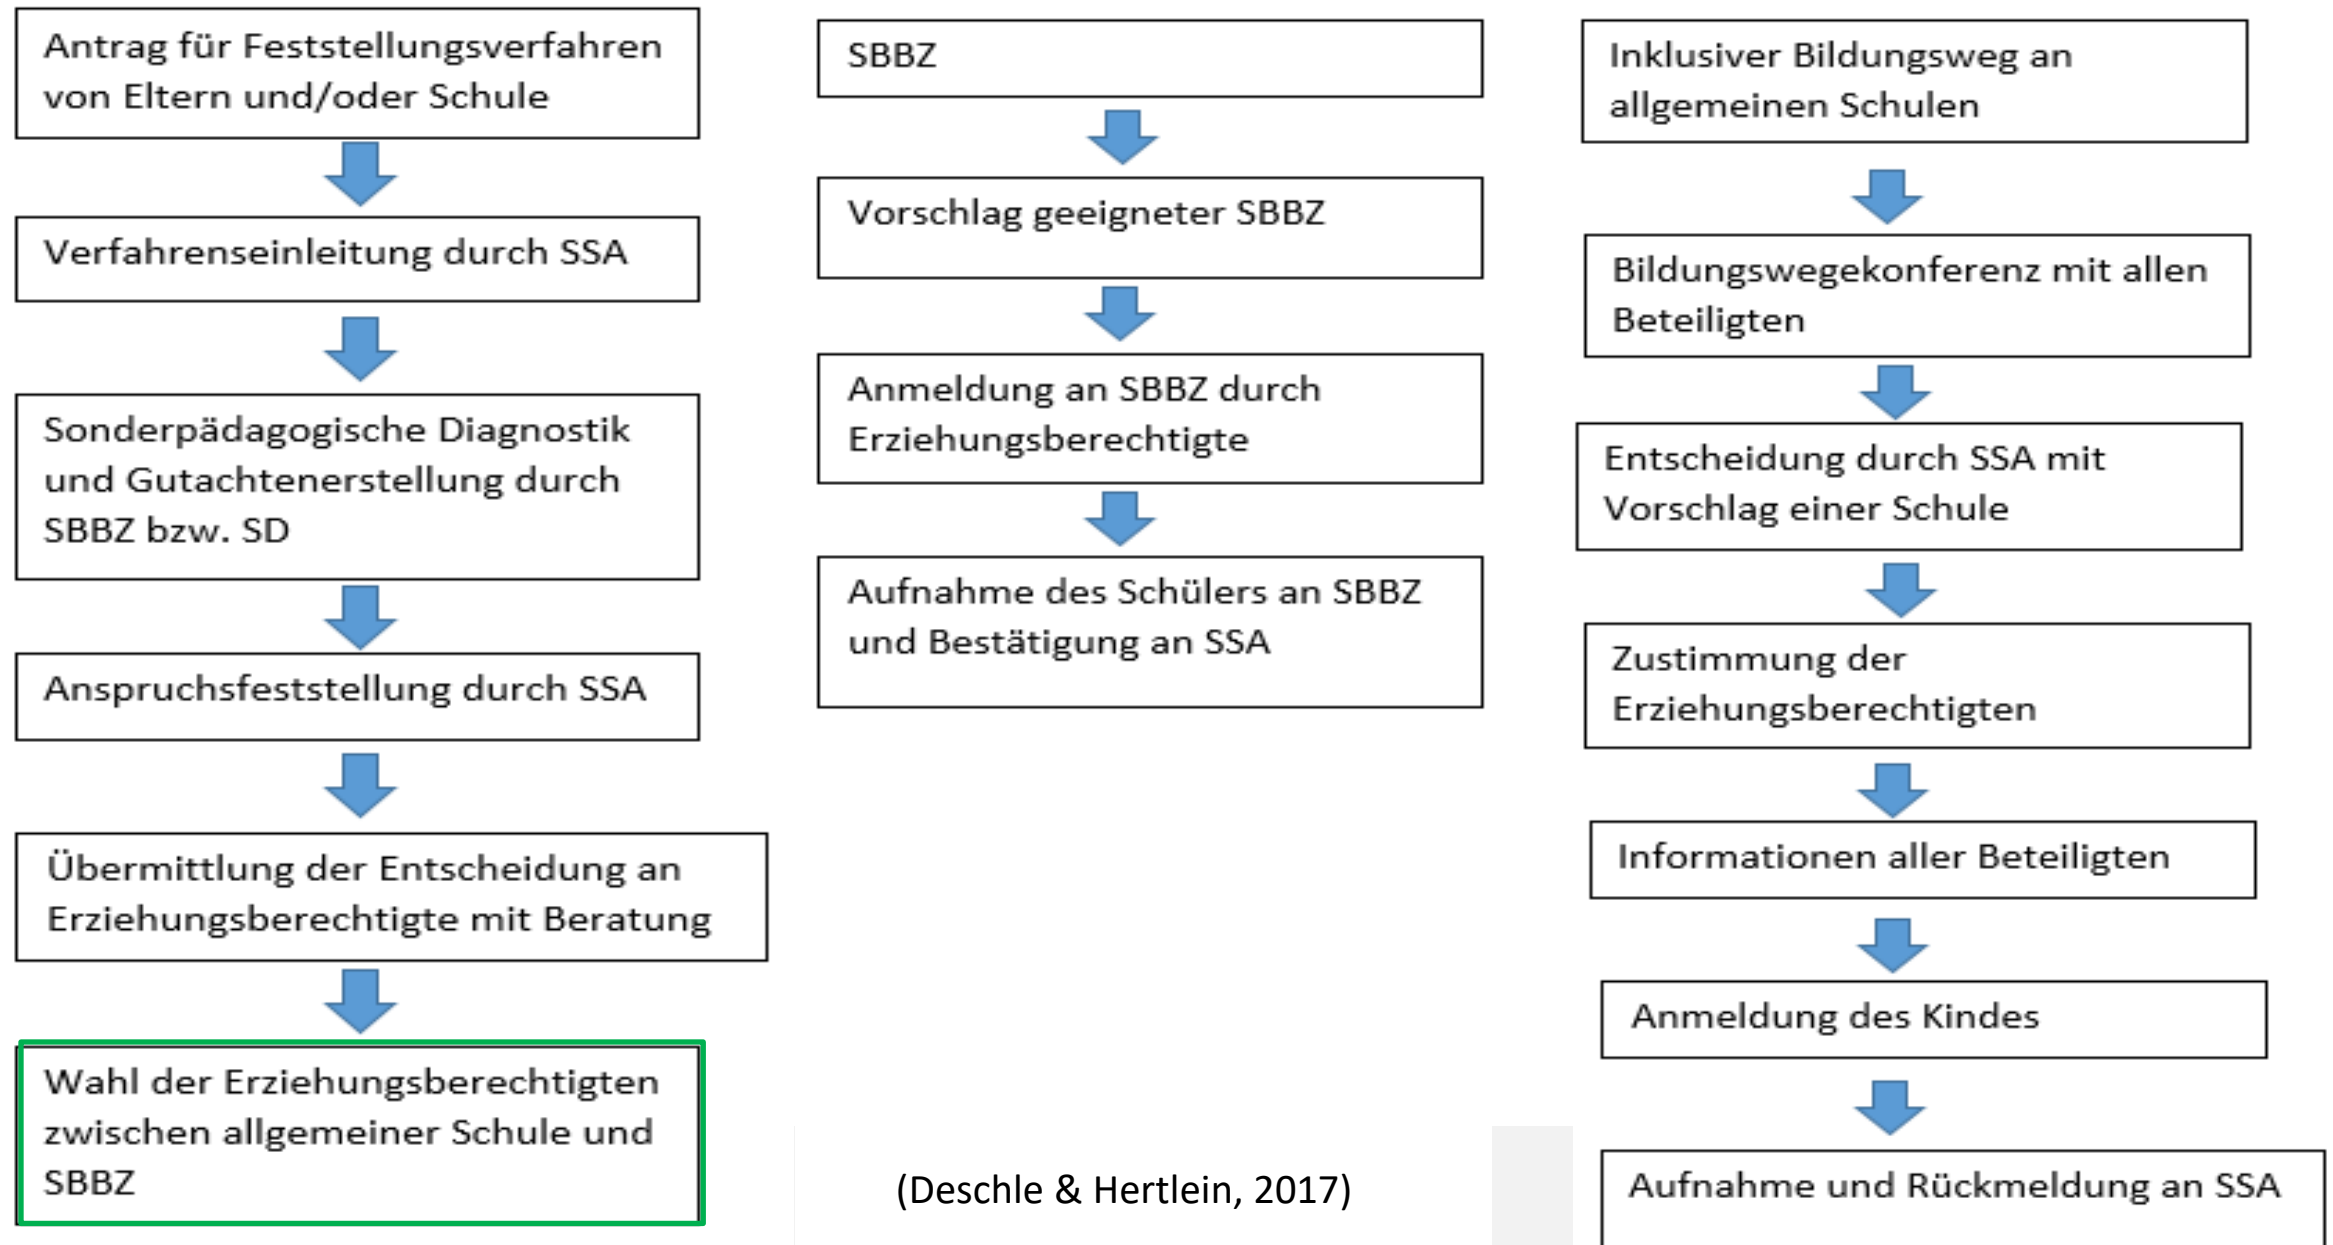 Antrag für Feststellungsverfahren
von Eltern und/oder Schule
Verfahrenseinleitung durch SSA
Sonderpädagogische Diagnostik
und Gutachtenerstellung durch
SBBZ bzw. SD
Anspruchsfeststellung durch SSA
Übermittlung der Entscheidung an
Erziehungsberechtigte mit Beratung
Wahl der Erziehungsberechtigten
zwischen allgemeiner Schule und
SBBZ
SBBZ
Vorschlag geeigneter SBBZ
Anmeldung an SBBZ durch
Erziehungsberechtigte
Aufnahme des Schülers an SBBZ
und Bestätigung an SSA
(Deschle & Hertlein, 2017)
Inklusiver Bildungsweg an
allgemeinen Schulen
Bildungswegekonferenz mit allen
Beteiligten
Entscheidung durch SSA mit
Vorschlag einer Schule
Zustimmung der
Erziehungsberechtigten
Informationen aller Beteiligten
Anmeldung des Kindes
Aufnahme und Rückmeldung an SSA